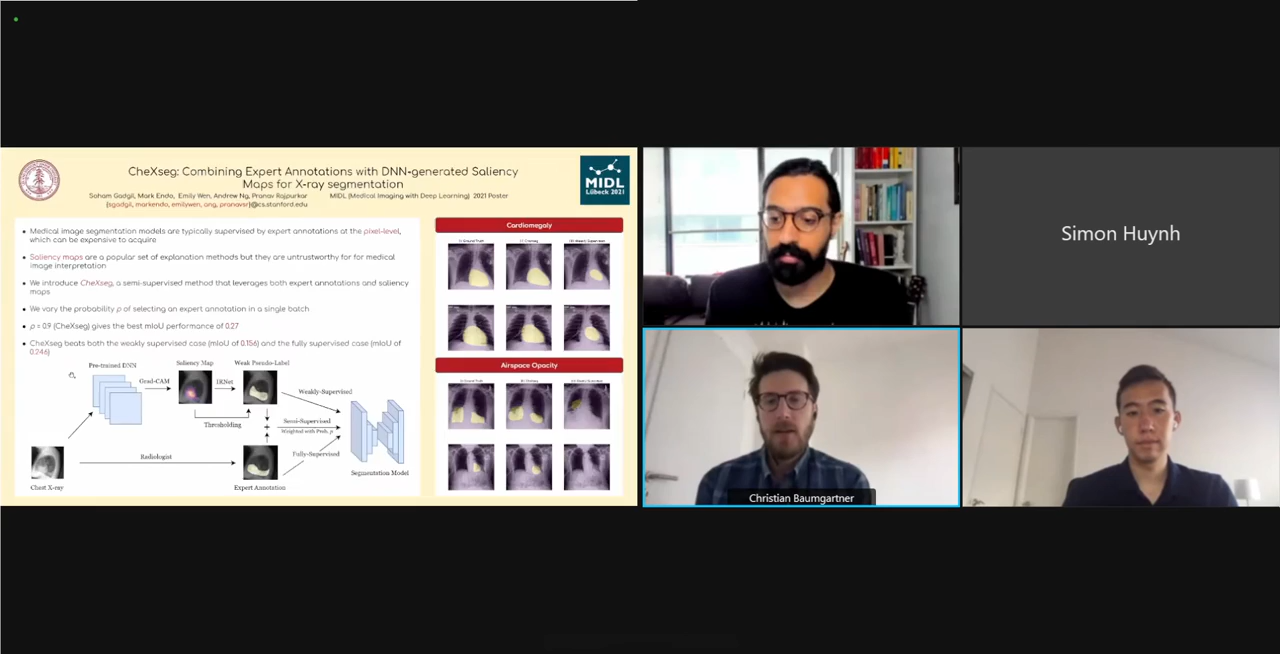 CheXseg: Combining Expert Annotations with DNN-generated Saliency
Maps for X-ray segmentation
Soham Gadgil, Mark Endo, Emily Wen, Andrew Ng, Pranav Rajpurkar MIDL (Medical Imaging with Deep Learning) 2021 Poster
{sgadgil, markendo, emilywen, ang, pranavsr}@cs.stanford.edu
MIDL
Lübeck 2021
• Medical image segmentation models are typically supervised by expert annotations at the pixel-level,
which can be expensive to acquire
• Saliency maps are a popular set of explanation methods but they are untrustworthy for for medical
image interpretation
• We introduce CheXseg, a semi-supervised method that leverages both expert annotations and saliency
maps
• We vary the probability p of selecting an expert annotation in a single batch
• p = 0.9 (CheXseg) gives the best mIoU performance of 0.27
• CheXseg beats both the weakly supervised case (mIoU of 0.156) and the fully supervised case (mIoU of
0.246)
Pre-trained DNN
Saliency Map
Weak Pseudo-Label
Grad-CAM
IRNet
Weakly-Supervised
Thresholding
+
Semi-Supervised
Weighted with Prob. p
Fully-Supervised
Radiologist
Segmentation Model
Chest X-ray
Expert Annotation
Cardiomegaly
Airspace Opacity
Simon Huynh
Christian Baumgartner